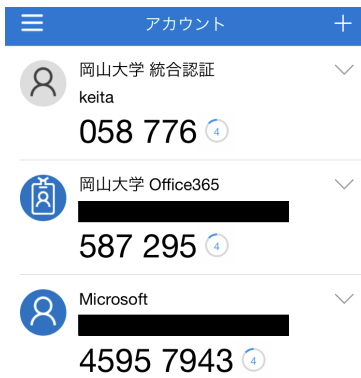 アカウント
岡山大学 統合認証
keita
058 776 4
岡山大学 Office365
587 295 4
Microsoft
4595 7943 4